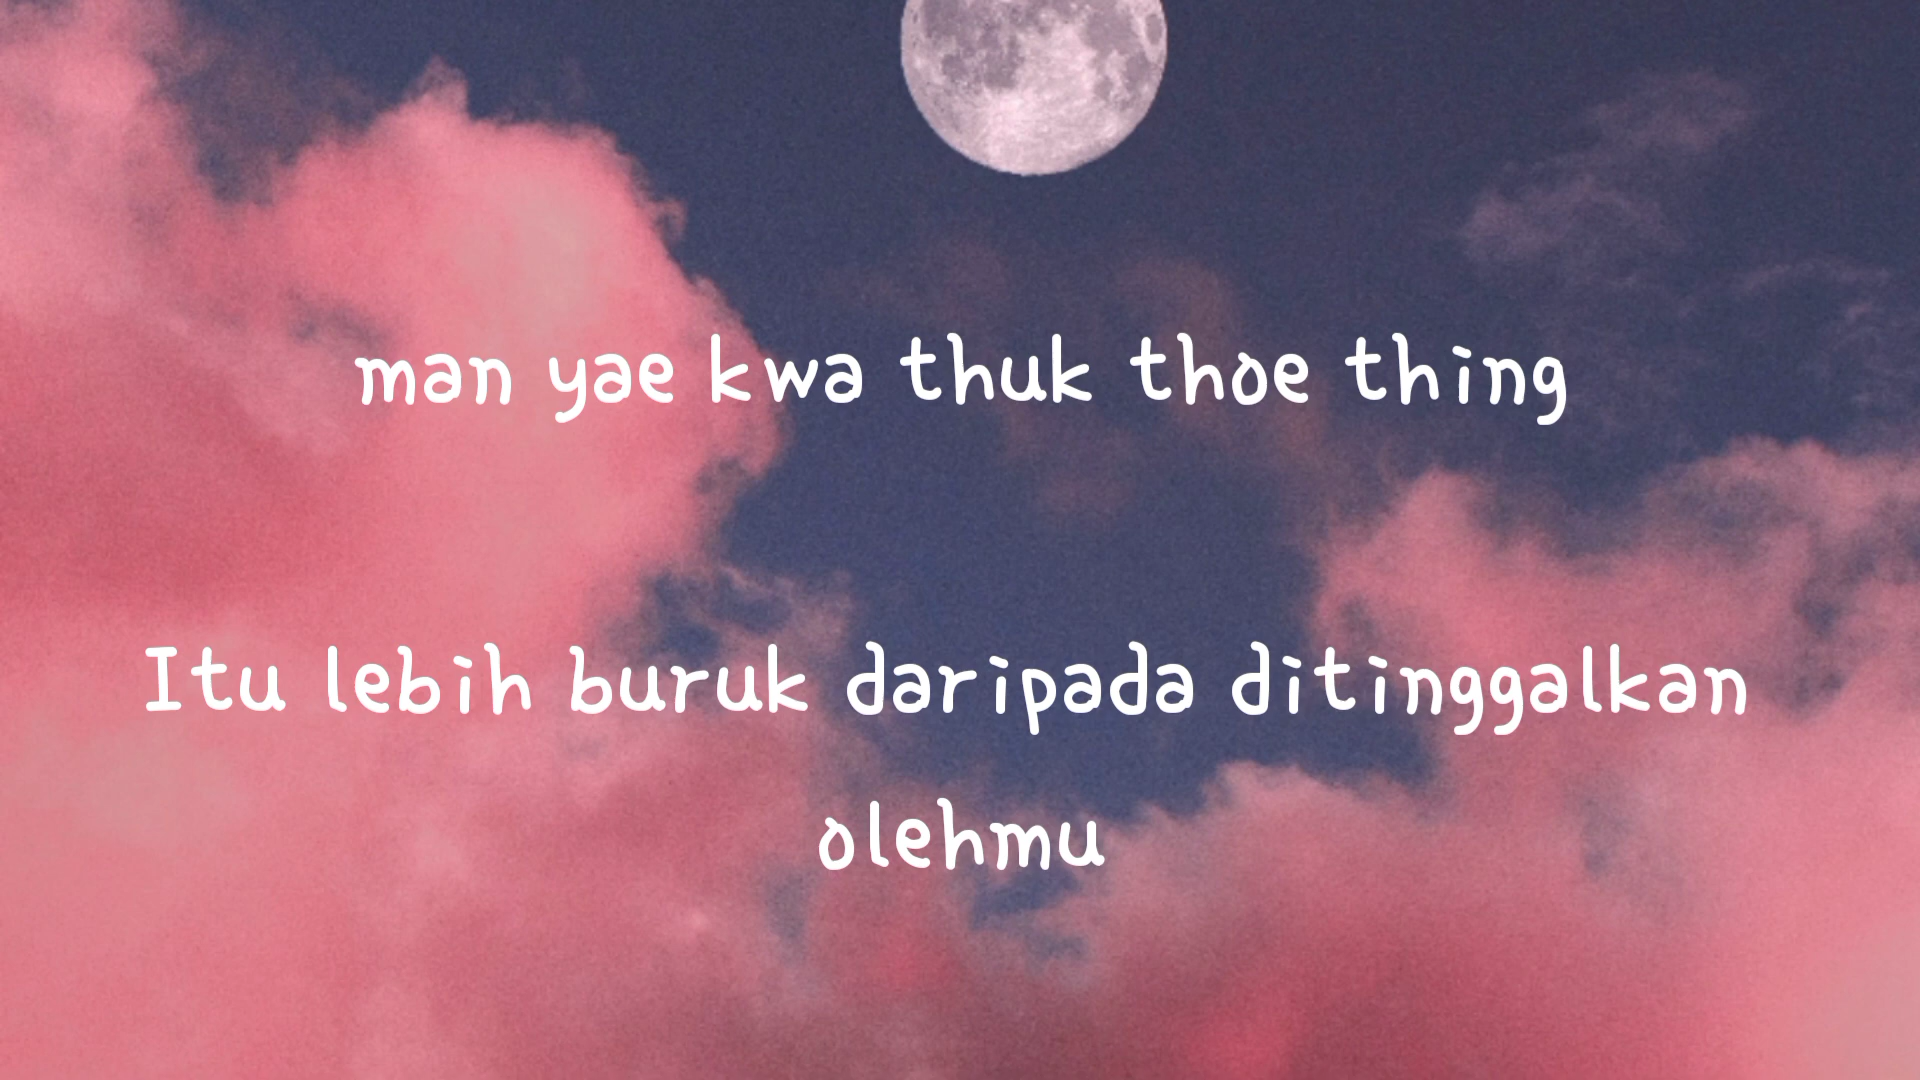 man yae kwa thuk thoe thing
Itu lebih buruk daripada ditinggalkan
olehmu